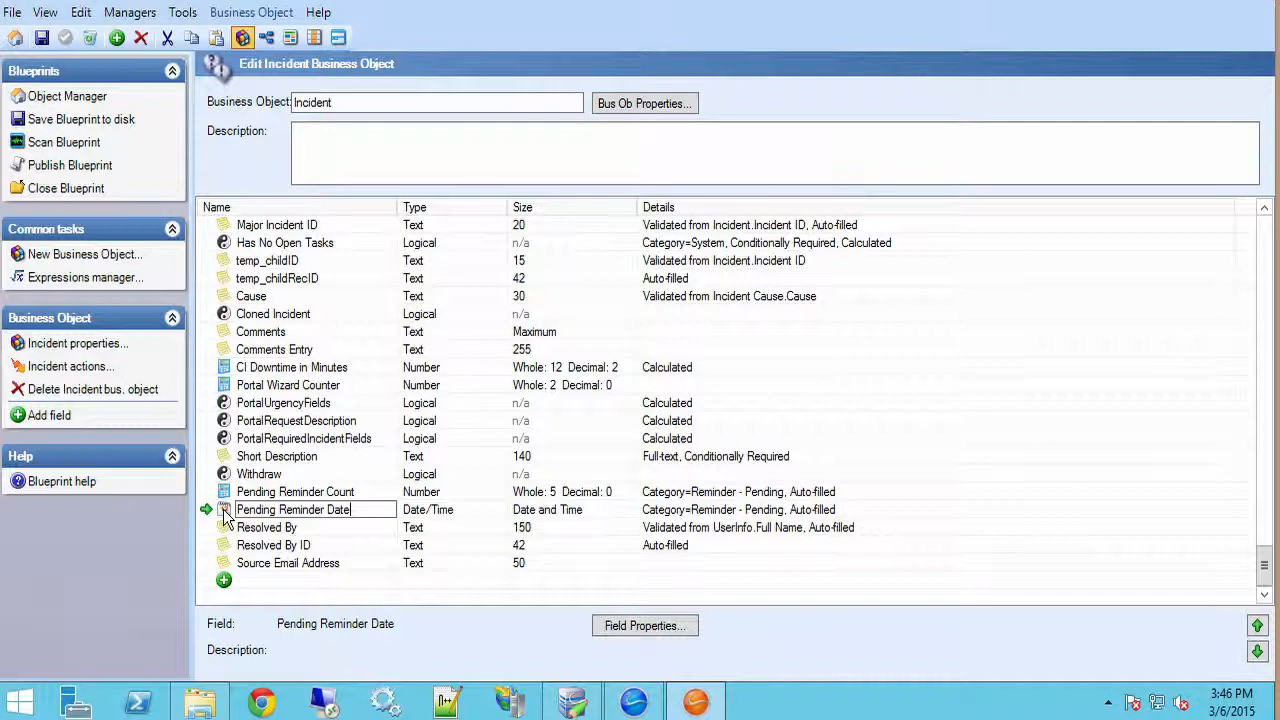 File View Edit Managers Tools Business Object Help
Blueprints
Object Manager
Save Blueprint to disk
Scan Blueprint
Publish Blueprint
Close Blueprint
Common tasks
New Business Object...
Expressions manager...
Business Object
Incident properties...
Incident actions...
Delete Incident bus. object
Add field
Help
Blueprint help
Edit Incident Business Object
Business Object: Incident Bus Ob Properties...
Description:
Name Type Size Details
Major Incident ID Text 20 Validated from Incident.Incident ID, Auto-filled
Has No Open Tasks Logical n/a Category=System, Conditionally Required, Calculated
temp_childID Text 15 Validated from Incident.Incident ID
temp_childRecID Text 42 Auto-filled
Cause Text 30 Validated from Incident Cause.Cause
Cloned Incident Logical n/a
Comments Text Maximum
Comments Entry Text 255
CI Downtime in Minutes Number Whole: 12 Decimal: 2 Calculated
Portal Wizard Counter Number Whole: 2 Decimal: 0
PortalUrgencyFields Logical n/a Calculated
PortalRequestDescription Logical n/a Calculated
PortalRequiredIncidentFields Logical n/a Calculated
Short Description Text 140 Full-text, Conditionally Required
Withdraw Logical n/a
Pending Reminder Count Number Whole: 5 Decimal: 0 Category=Reminder - Pending, Auto-filled
Pending Reminder Date Date/Time Date and Time Category=Reminder - Pending, Auto-filled
Resolved By Text 150 Validated from UserInfo.Full Name, Auto-filled
Resolved By ID Text 42 Auto-filled
Source Email Address Text 50
Field: Pending Reminder Date Field Properties...
Description:
3:46 PM
3/6/2015